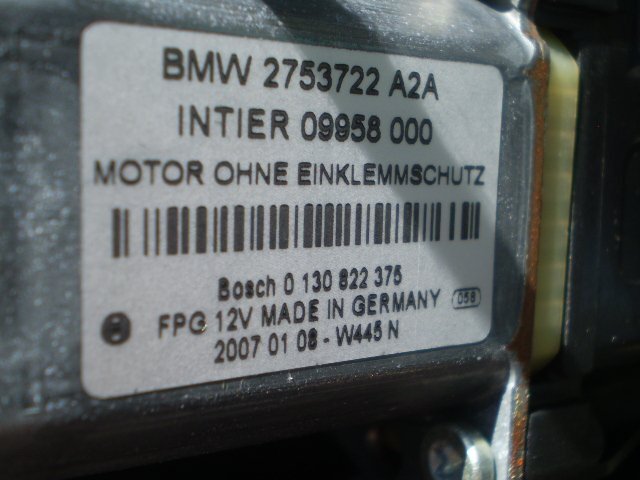 BMW 2753722 A2A
INTIER 09958 000
MOTOR OHNE EINKLEMMSCHUTZ
Bosch 0 130 822 375
FPG 12V MADE IN GERMANY 058
2007 01 08 - W445 N